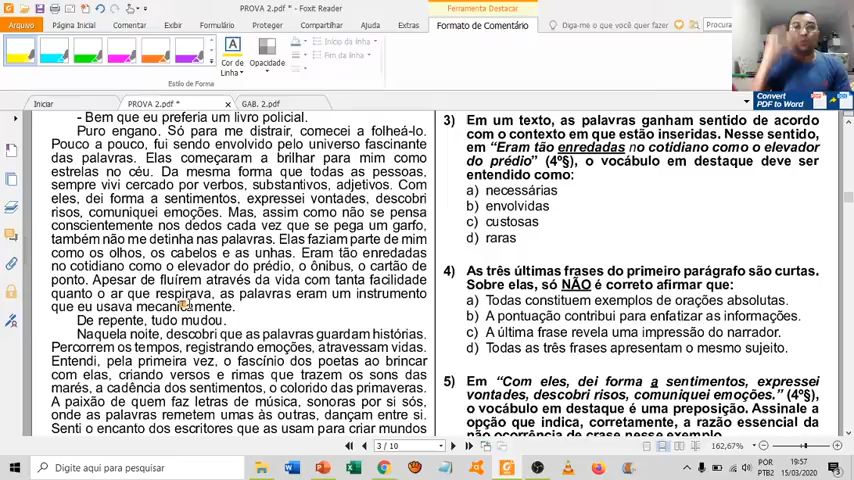 PROVA 2.pdf * - Foxit Reader
Ferramenta Destacar
Arquivo
Página Inicial
Comentar
Exibir
Formulário
Proteger
Compartilhar
Ajuda
Extras
Formato de Comentário
Diga-me o que você quer fazer
Procura
Cor de Linha
Opacidade
Início da linha
Fim da linha
Estilo de Forma
Convert
PDF to Word
Iniciar
PROVA 2.pdf *
GAB. 2.pdf
- Bem que eu preferia um livro policial.
Puro engano. Só para me distrair, comecei a folheá-lo.
Pouco a pouco, fui sendo envolvido pelo universo fascinante
das palavras. Elas começaram a brilhar para mim como
estrelas no céu. Da mesma forma que todas as pessoas,
sempre vivi cercado por verbos, substantivos, adjetivos. Com
eles, dei forma a sentimentos, expressei vontades, descobri
risos, comuniquei emoções. Mas, assim como não se pensa
conscientemente nos dedos cada vez que se pega um garfo,
também não me detinha nas palavras. Elas faziam parte de mim
como os olhos, os cabelos e as unhas. Eram tão enredadas
no cotidiano como o elevador do prédio, o ônibus, o cartão de
ponto. Apesar de fluírem através da vida com tanta facilidade
quanto o ar que respirava, as palavras eram um instrumento
que eu usava mecanicamente.
De repente, tudo mudou.
Naquela noite, descobri que as palavras guardam histórias.
Percorrem os tempos, registrando emoções, atravessam vidas.
Entendi, pela primeira vez, o fascínio dos poetas ao brincar
com elas, criando versos e rimas que trazem os sons das
marés, a cadência dos sentimentos, o colorido das primaveras.
A paixão de quem faz letras de música, sonoras por si sós,
onde as palavras remetem umas às outras, dançam entre si.
Senti o encanto dos escritores que as usam para criar mundos
3) Em um texto, as palavras ganham sentido de acordo
com o contexto em que estão inseridas. Nesse sentido,
em “Eram tão enredadas no cotidiano como o elevador
do prédio” (4º§), o vocábulo em destaque deve ser
entendido como:
a) necessárias
b) envolvidas
c) custosas
d) raras
4) As três últimas frases do primeiro parágrafo são curtas.
Sobre elas, só NÃO é correto afirmar que:
a) Todas constituem exemplos de orações absolutas.
b) A pontuação contribui para enfatizar as informações.
c) A última frase revela uma impressão do narrador.
d) Todas as três frases apresentam o mesmo sujeito.
5) Em “Com eles, dei forma a sentimentos, expressei
vontades, descobri risos, comuniquei emoções.” (4º§),
o vocábulo em destaque é uma preposição. Assinale a
opção que indica, corretamente, a razão essencial da
não ocorrência de crase nesse exemplo.
3 / 10
162,67%
Digite aqui para pesquisar
POR
PTB2
19:57
15/03/2020